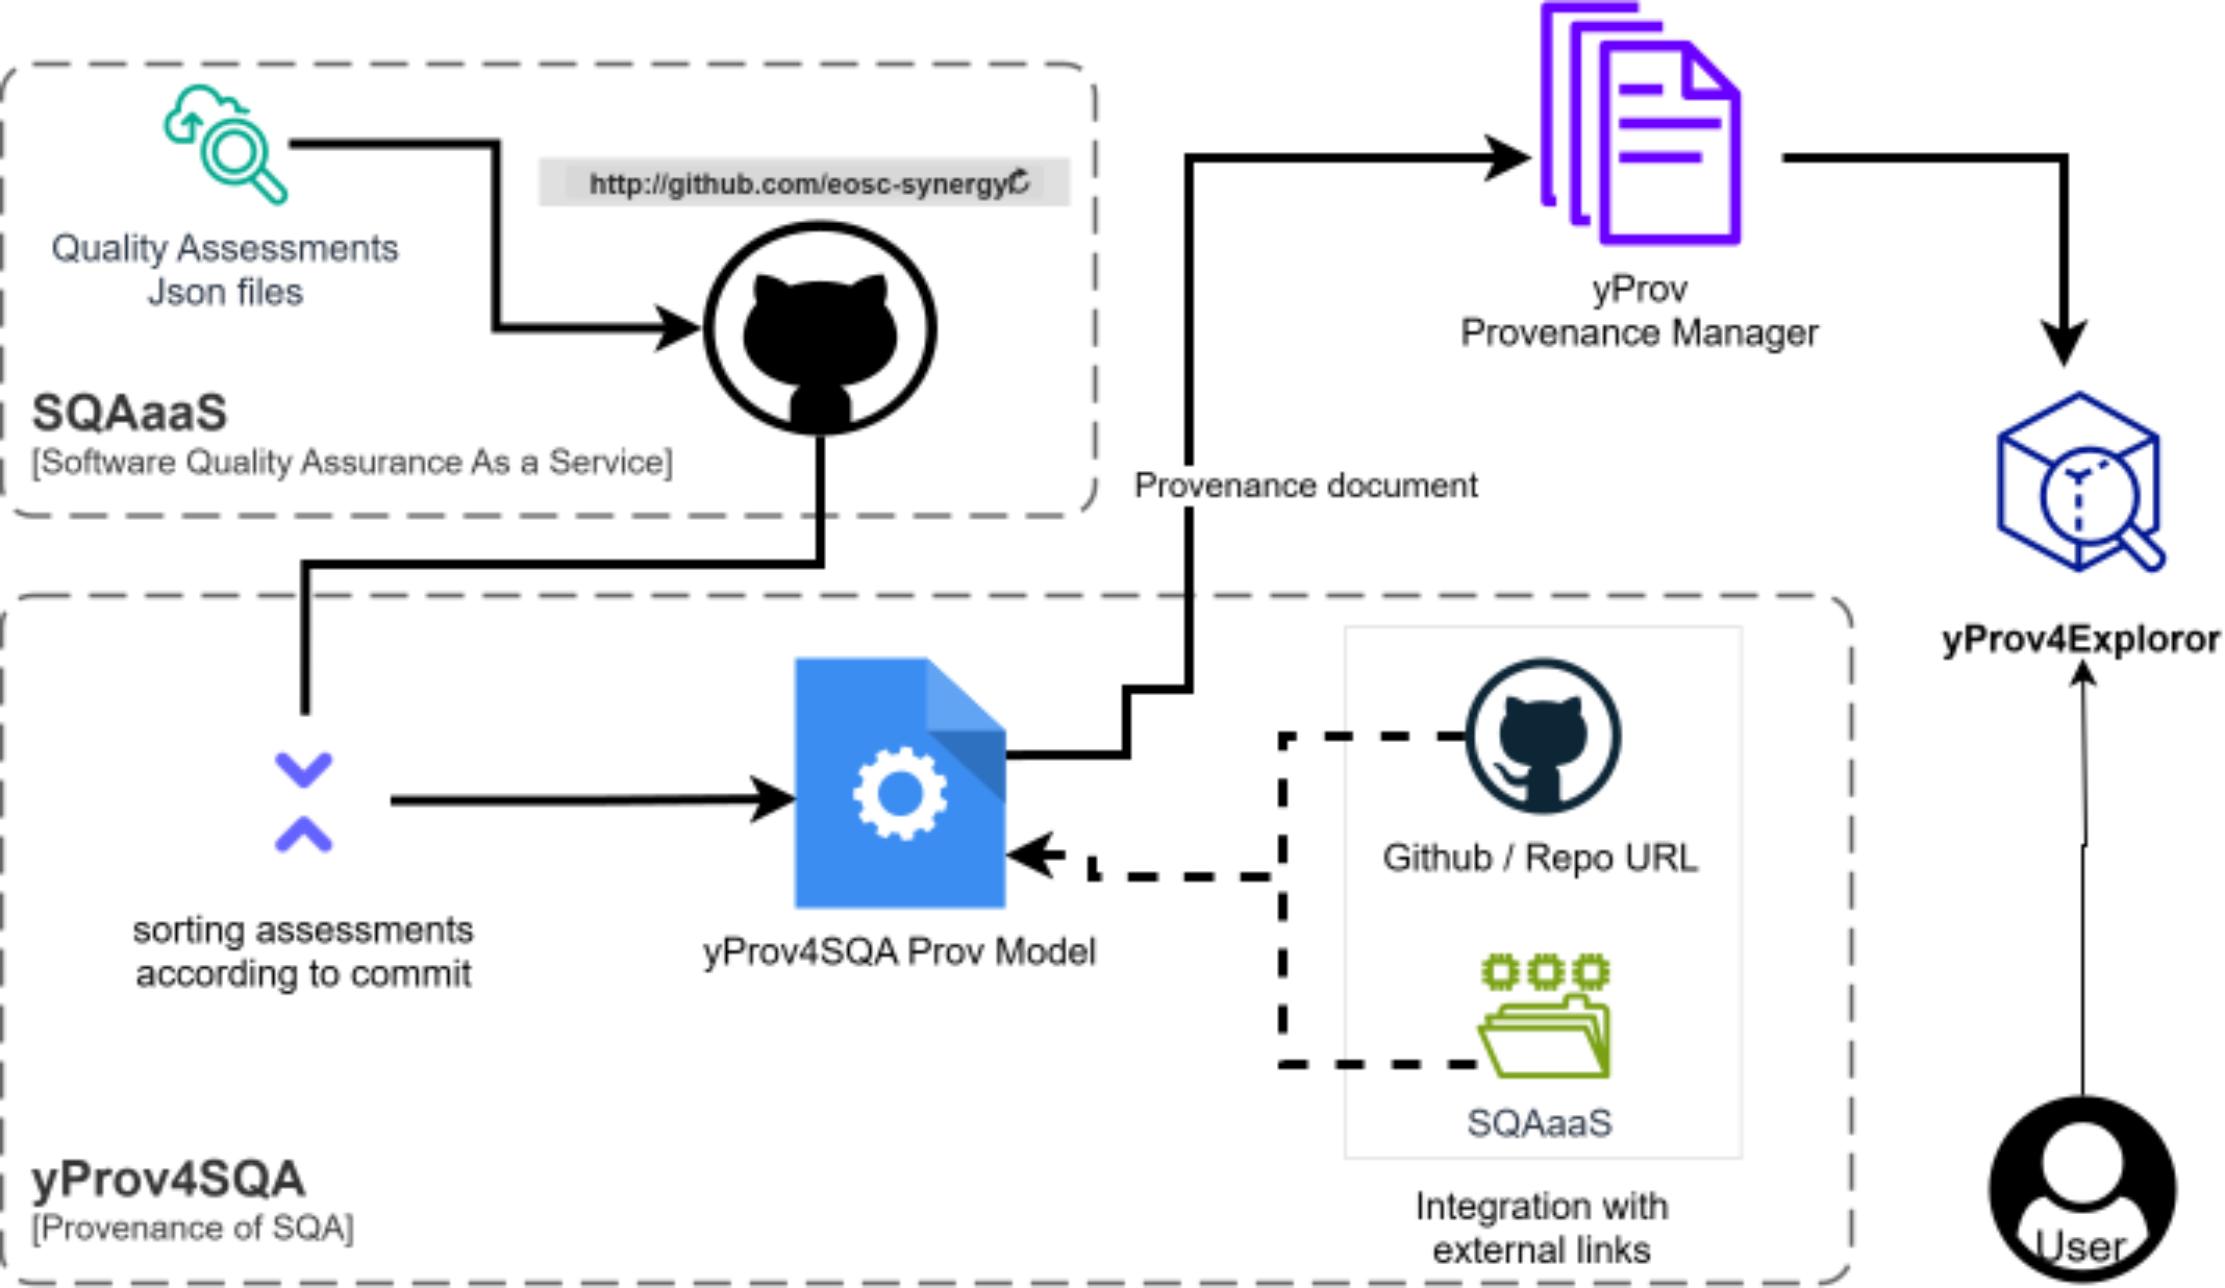 http://github.com/eosc-synergy
Quality Assessments
Json files
SQAaaS
[Software Quality Assurance As a Service]
yProv
Provenance Manager
Provenance document
yProv4Exploror
Github / Repo URL
yProv4SQA Prov Model
sorting assessments
according to commit
SQAaaS
Integration with
external links
yProv4SQA
[Provenance of SQA]
User